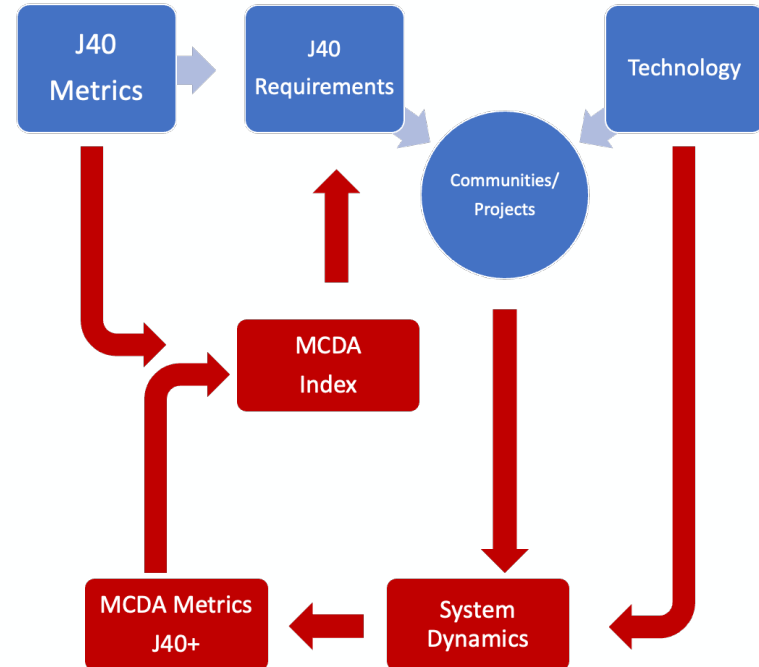 J40
Metrics
J40
Requirements
Technology
Communities/
Projects
MCDA
Index
MCDA Metrics
J40+
System
Dynamics